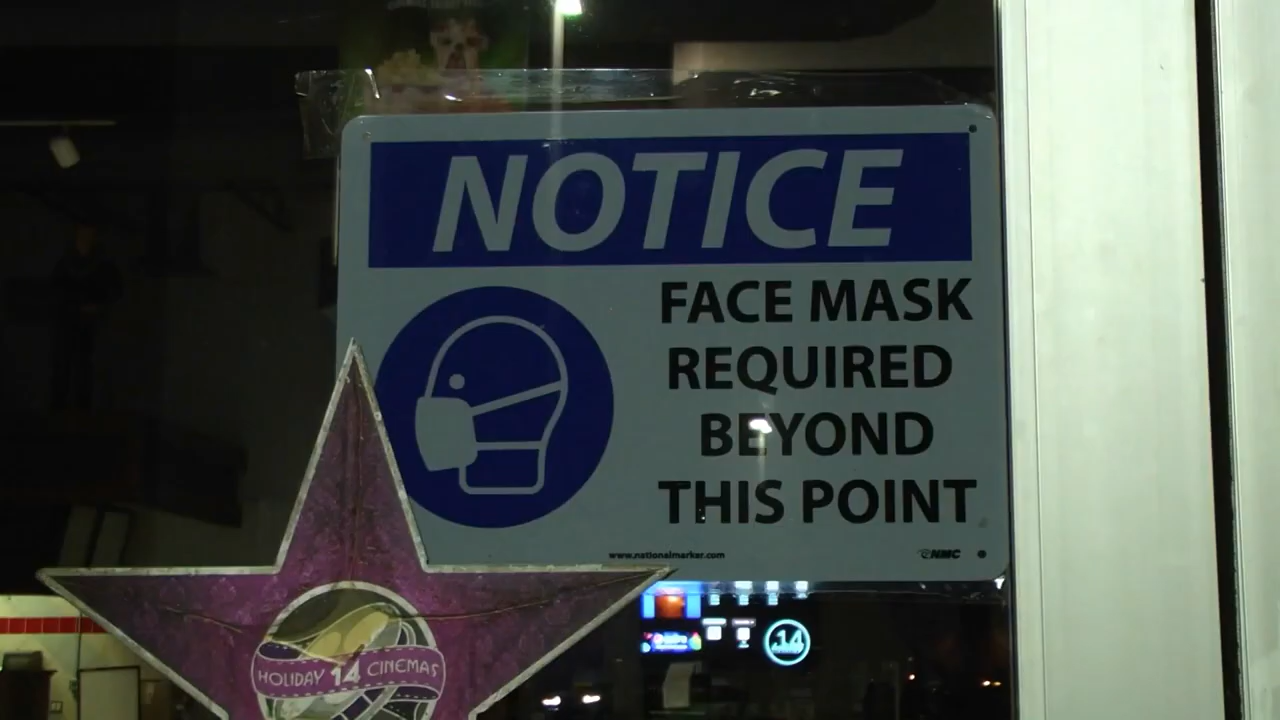 NOTICE
FACE MASK
REQUIRED
BEYOND
THIS POINT
www.nationalmarker.com
NMC
HOLIDAY 14 CINEMAS
14